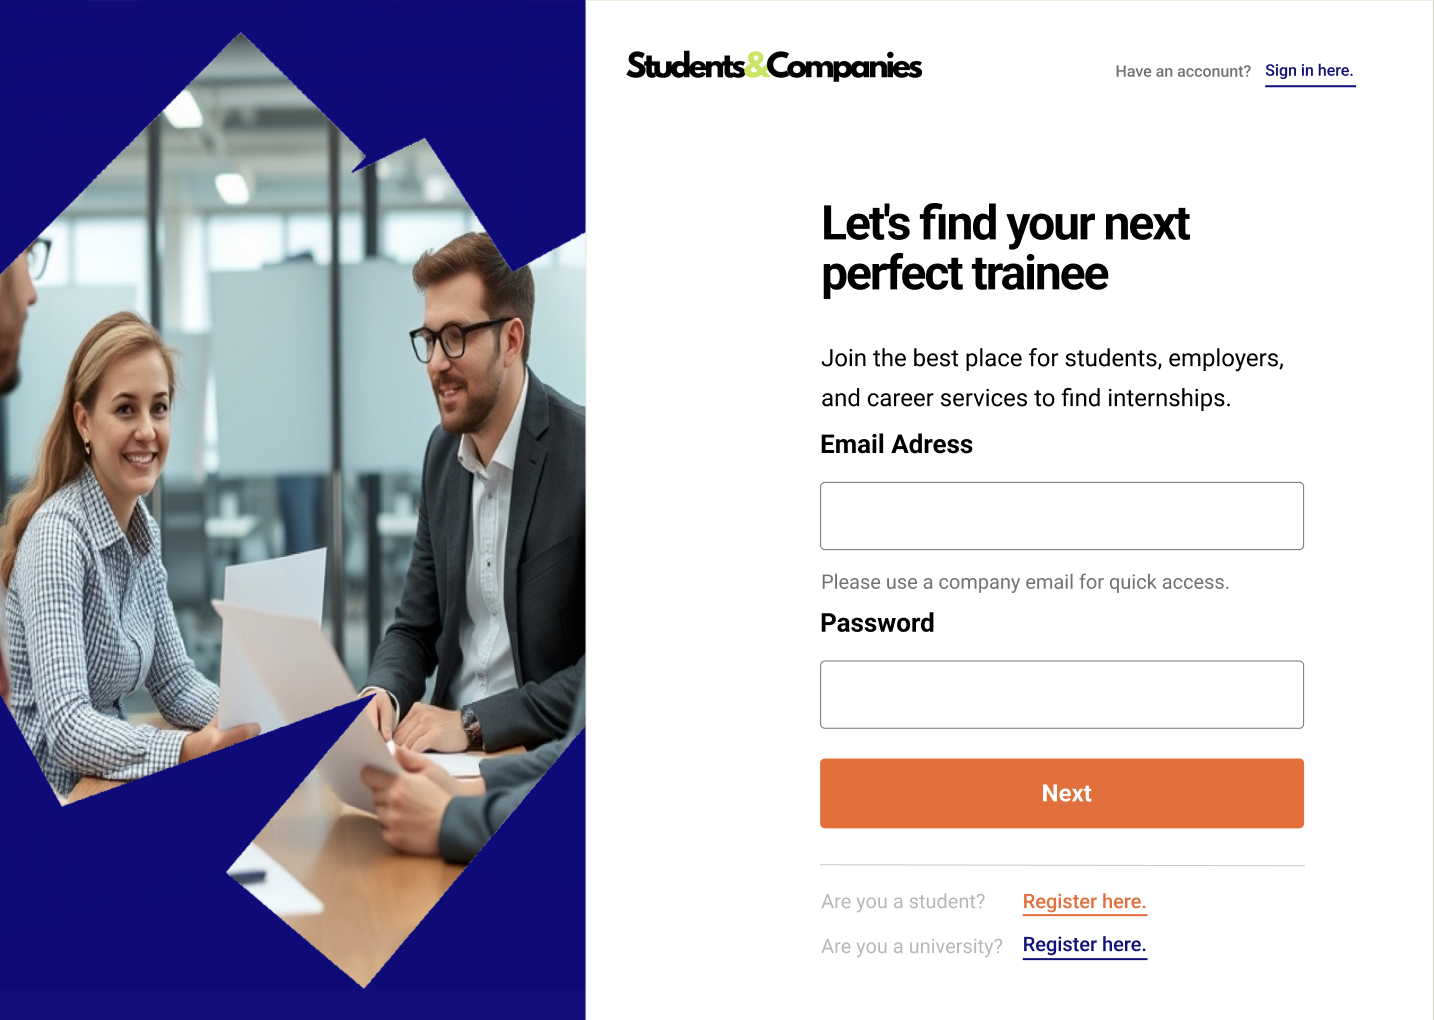 Students&Companies
Have an acconunt? Sign in here.
Let's find your next
perfect trainee
Join the best place for students, employers,
and career services to find internships.
Email Adress
Please use a company email for quick access.
Password
Next
Are you a student? Register here.
Are you a university? Register here.